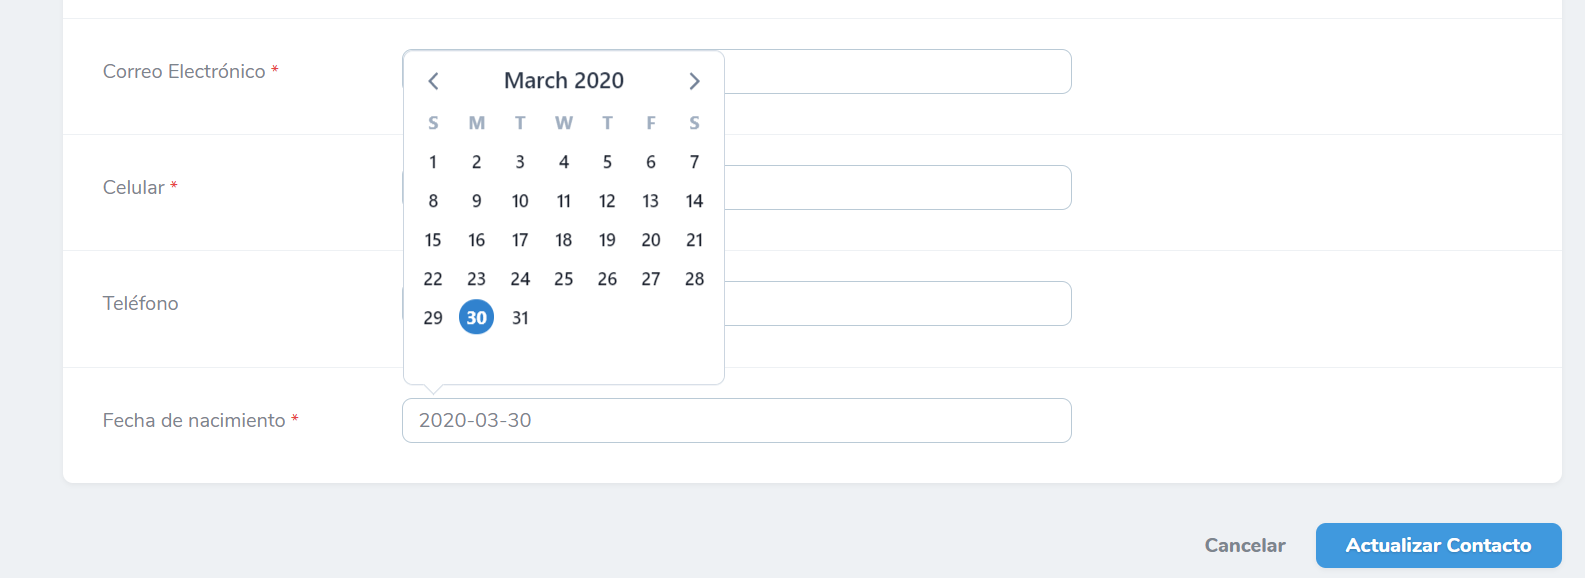 Correo Electrónico *
March 2020
S M T W T F S
1 2 3 4 5 6 7
8 9 10 11 12 13 14
15 16 17 18 19 20 21
22 23 24 25 26 27 28
29 30 31
Celular *
Teléfono
Fecha de nacimiento *
2020-03-30
Cancelar
Actualizar Contacto